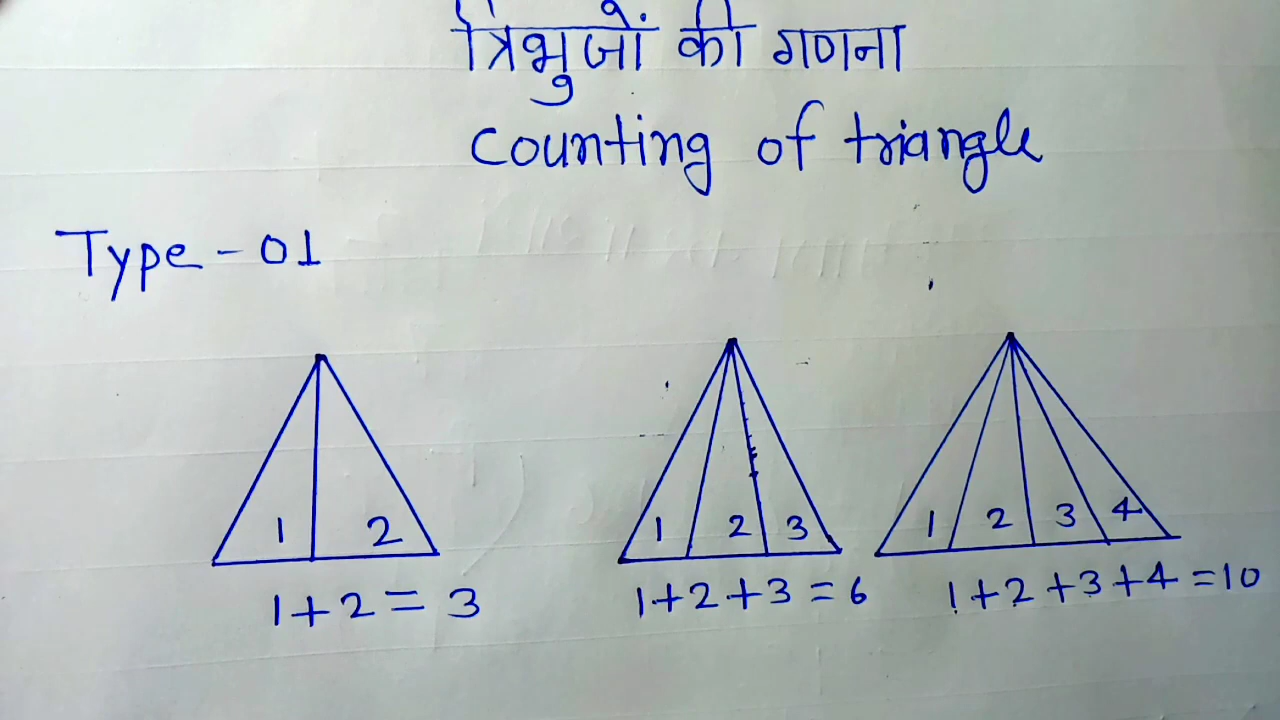 त्रिभुजों की गणना
Counting of triangle
Type - 01
1 2
1 2 3
1 2 3 4
1+2=3
1+2+3=6
1+2+3+4=10